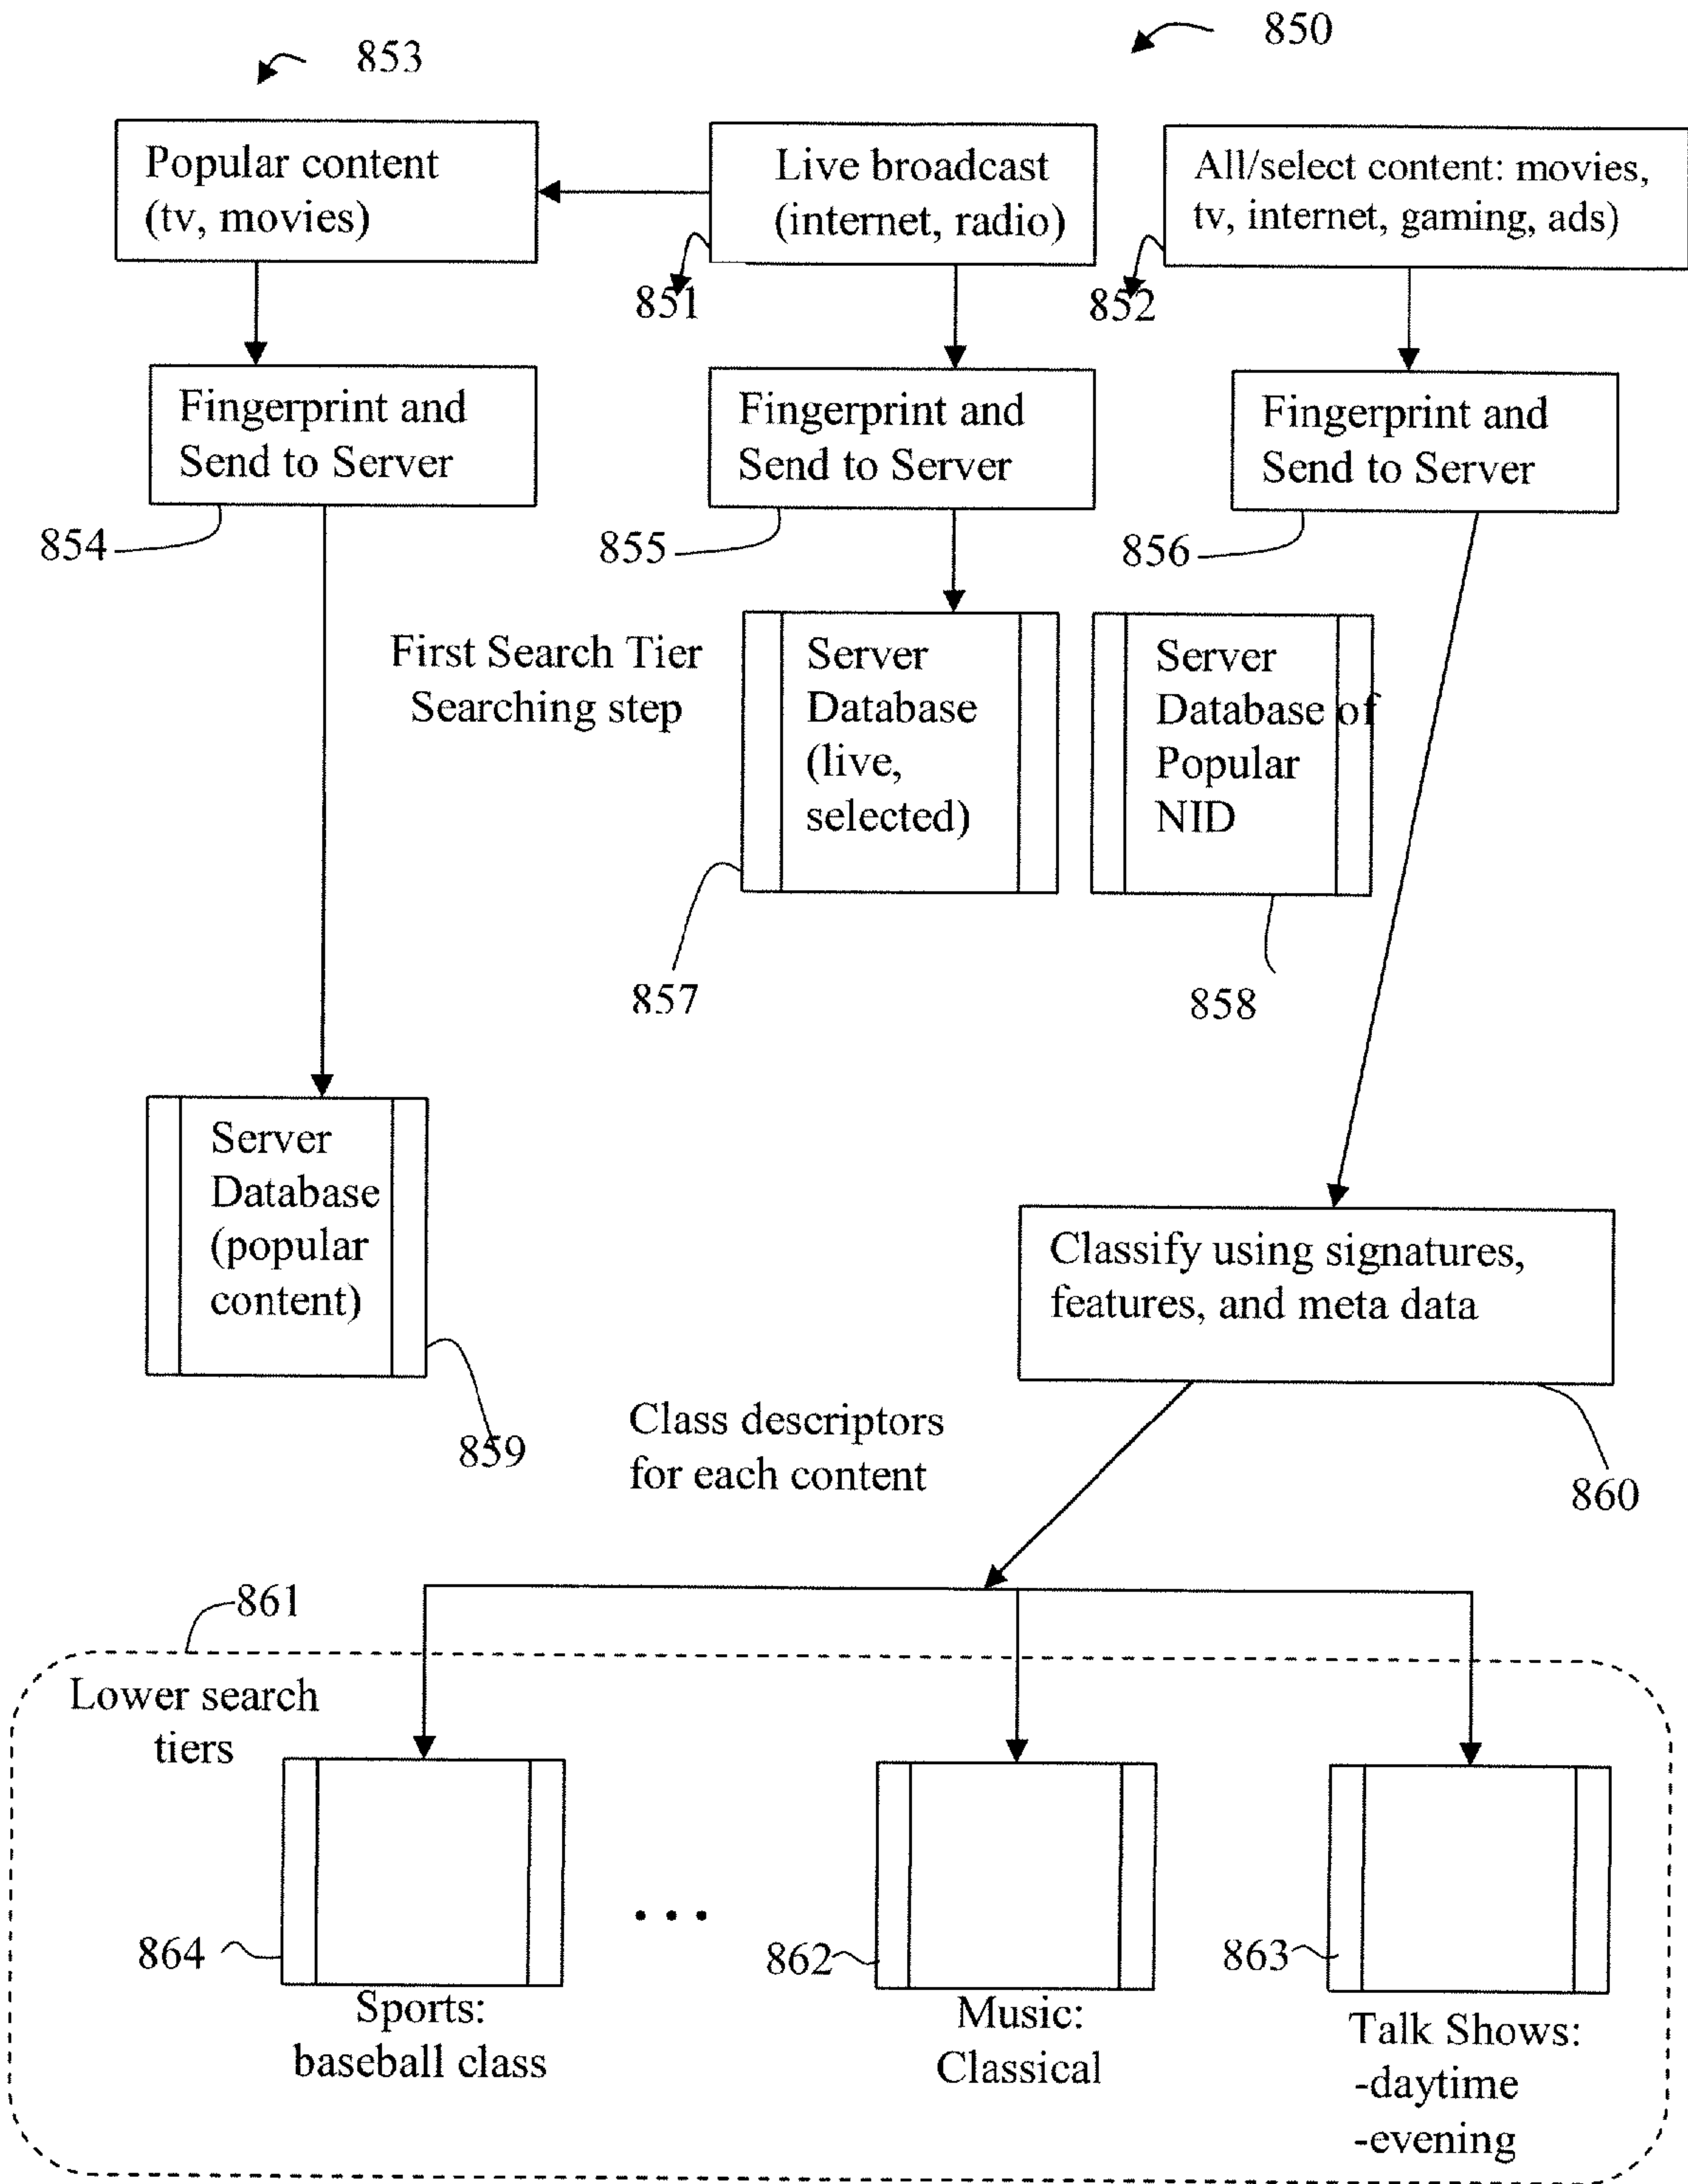 850
853
Popular content
(tv, movies)
Live broadcast
(internet, radio)
All/select content: movies,
tv, internet, gaming, ads)
851
852
Fingerprint and
Send to Server
Fingerprint and
Send to Server
Fingerprint and
Send to Server
854
855
856
First Search Tier
Searching step
Server
Database
(live,
selected)
Server
Database of
Popular
NID
857
858
Server
Database
(popular
content)
859
Classify using signatures,
features, and meta data
860
Class descriptors
for each content
861
Lower search
tiers
864
...
862
863
Sports:
baseball class
Music:
Classical
Talk Shows:
-daytime
-evening